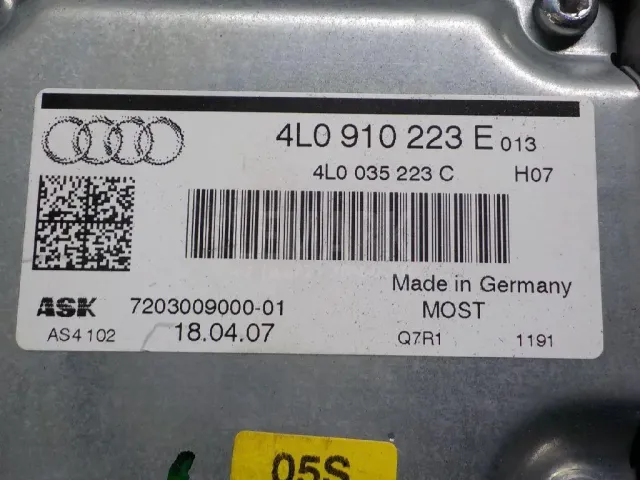 4L0 910 223 E 013
4L0 035 223 C H07
Made in Germany
ASK 7203009000-01 MOST
AS4 102 18.04.07 Q7R1 1191
05S